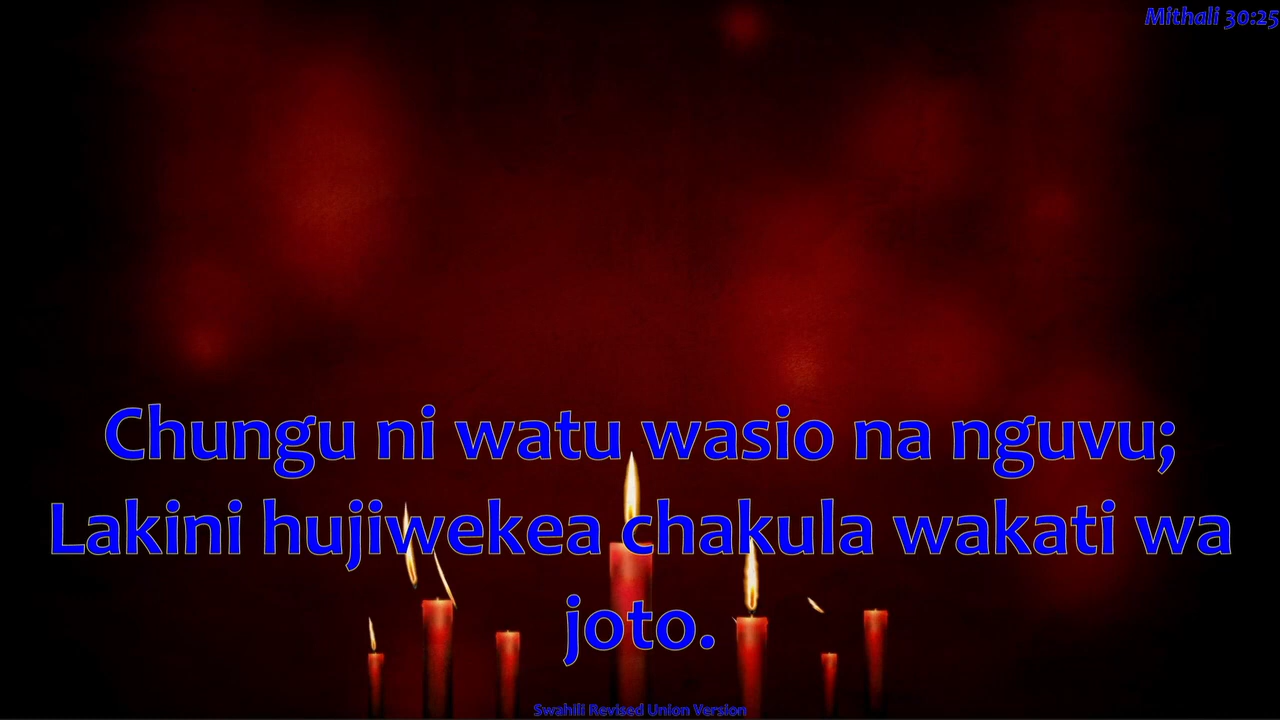 Mithali 30:25
Chungu ni watu wasio na nguvu;
Lakini hujiwekea chakula wakati wa
joto.
Swahili Revised Union Version